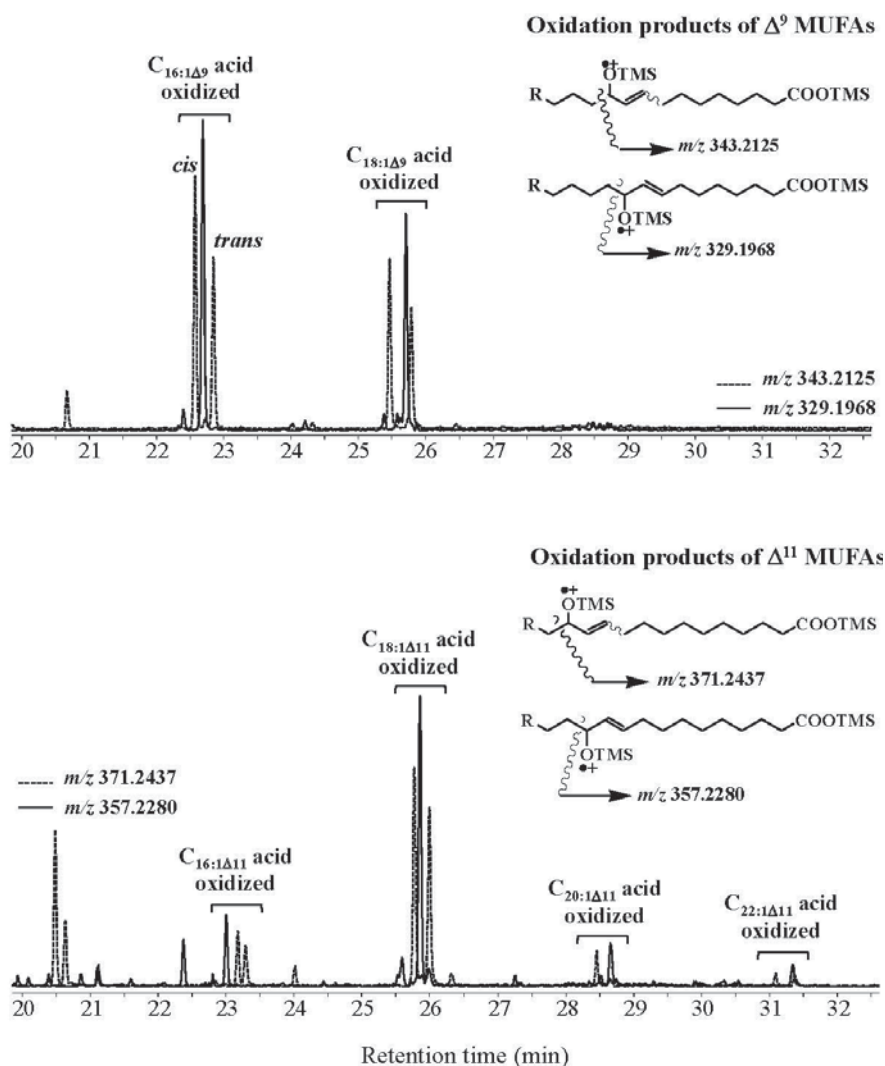 Oxidation products of Δ⁹ MUFAs
●+
OTMS
R
COOTMS
m/z 343.2125
R
COOTMS
OTMS
●+
m/z 329.1968
C₁₆:₁Δ₉ acid
oxidized
cis
trans
C₁₈:₁Δ₉ acid
oxidized
m/z 343.2125
m/z 329.1968
20 21 22 23 24 25 26 27 28 29 30 31 32
Oxidation products of Δ¹¹ MUFAs
●+
OTMS
R
COOTMS
m/z 371.2437
R
COOTMS
OTMS
●+
m/z 357.2280
m/z 371.2437
m/z 357.2280
C₁₆:₁Δ₁₁ acid
oxidized
C₁₈:₁Δ₁₁ acid
oxidized
C₂₀:₁Δ₁₁ acid
oxidized
C₂₂:₁Δ₁₁ acid
oxidized
20 21 22 23 24 25 26 27 28 29 30 31 32
Retention time (min)